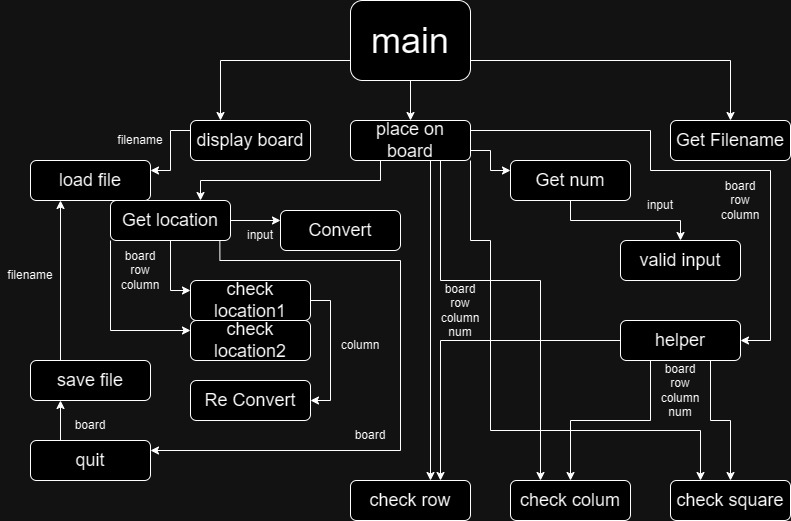 main
display board
place on
board
Get Filename
filename
load file
Get num
board
row
column
Get location
input
Convert
input
valid input
board
row
column
filename
check
location1
check
location2
board
row
column
num
column
helper
save file
Re Convert
board
row
column
num
board
board
quit
check row
check colum
check square